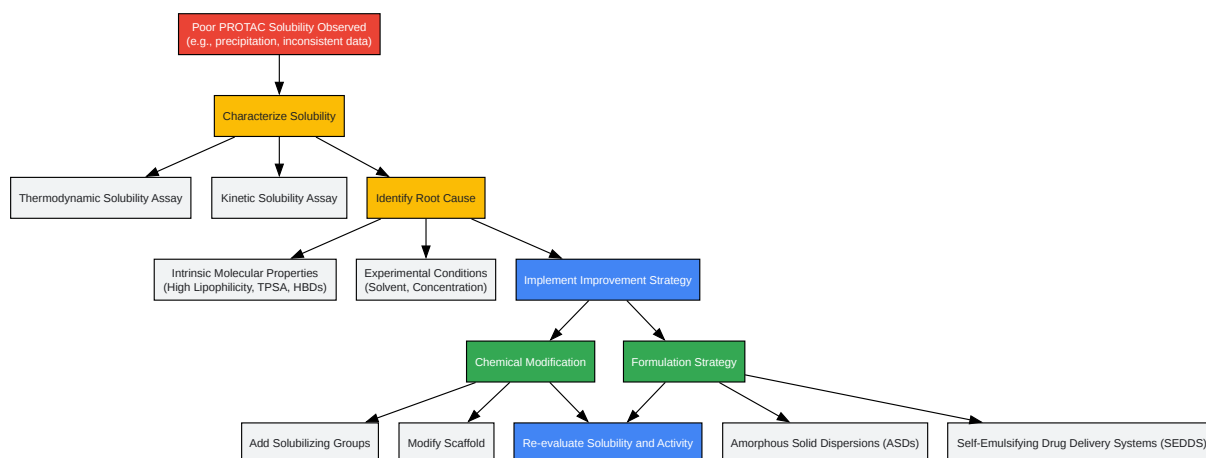 Poor PROTAC Solubility Observed
(e.g., precipitation, inconsistent data)
Characterize Solubility
Thermodynamic Solubility Assay
Kinetic Solubility Assay
Identify Root Cause
Intrinsic Molecular Properties
(High Lipophilicity, TPSA, HBDs)
Experimental Conditions
(Solvent, Concentration)
Implement Improvement Strategy
Chemical Modification
Formulation Strategy
Add Solubilizing Groups
Modify Scaffold
Re-evaluate Solubility and Activity
Amorphous Solid Dispersions (ASDs)
Self-Emulsifying Drug Delivery Systems (SEDDS)